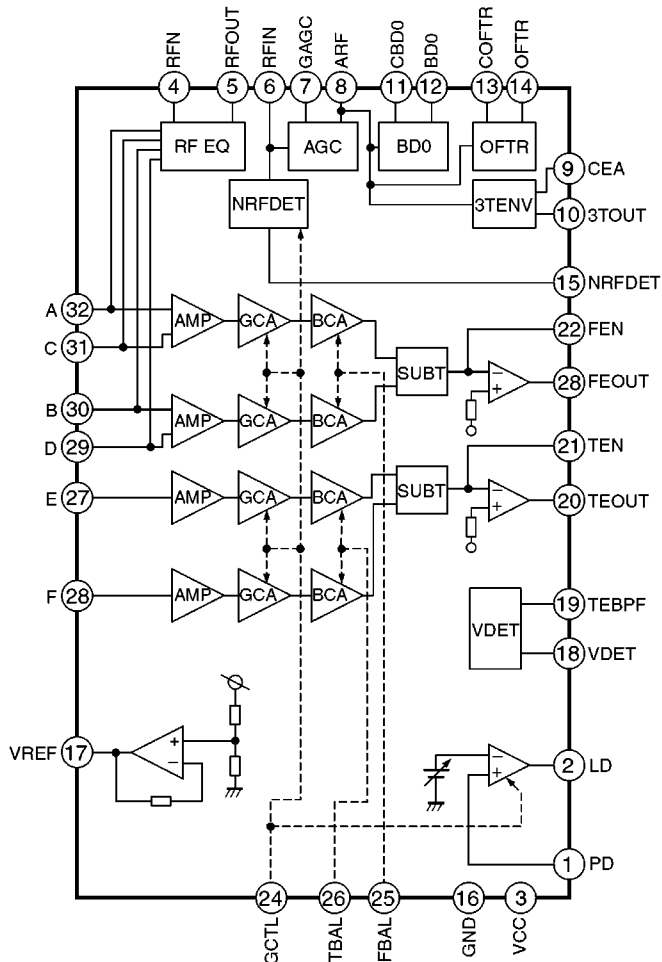 RFN RFOUT RFIN GAGC ARF CBD0 BD0 COFTR OFTR
4 5 6 7 8 11 12 13 14
RF EQ AGC BD0 OFTR
9 CEA
NRFDET 3TENV
10 3TOUT
15 NRFDET
A 32
AMP GCA BCA
22 FEN
C 31
SUBT
28 FEOUT
B 30
AMP GCA BCA
D 29
21 TEN
E 27
AMP GCA BCA SUBT
20 TEOUT
F 28
AMP GCA BCA
19 TEBPF
VDET
18 VDET
VREF 17
+
−
−
+
2 LD
1 PD
24 26 25 16 3
GCTL TBAL FBAL GND VCC
−
+
−
+